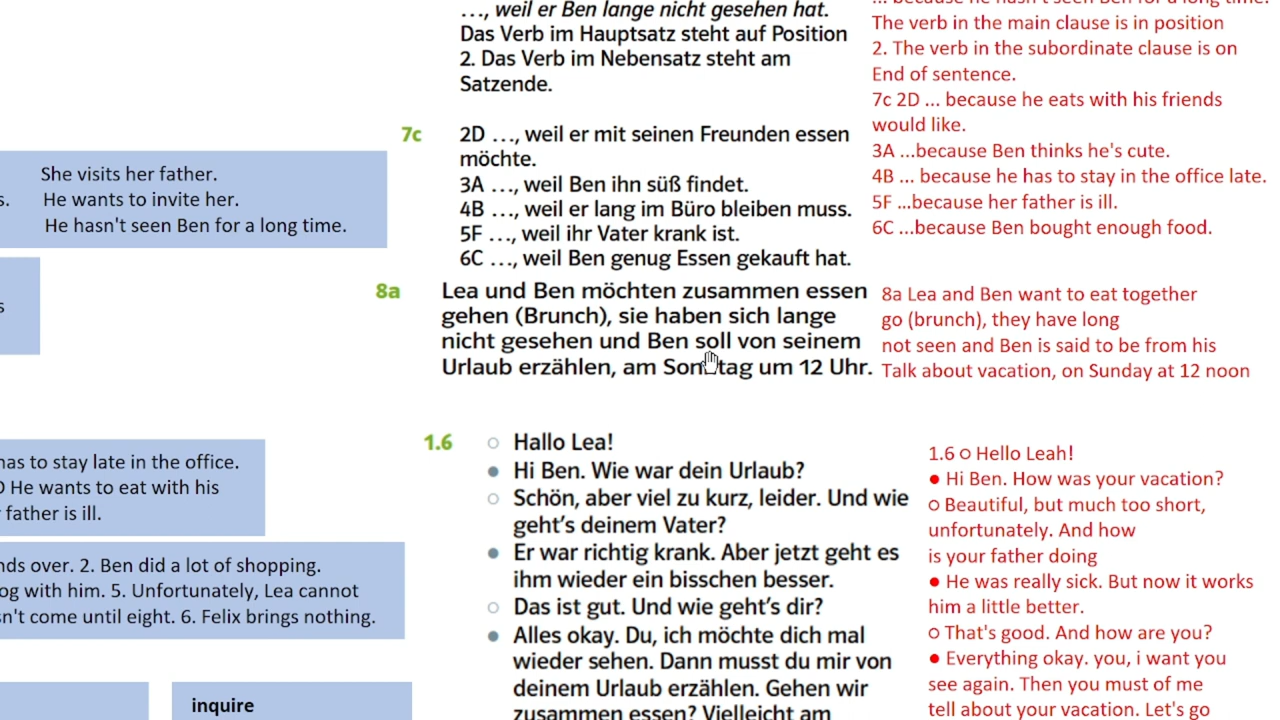 …, weil er Ben lange nicht gesehen hat.
Das Verb im Hauptsatz steht auf Position
2. Das Verb im Nebensatz steht am
Satzende.
7c 2D …, weil er mit seinen Freunden essen
möchte.
3A …, weil Ben ihn süß findet.
4B …, weil er lang im Büro bleiben muss.
5F …, weil ihr Vater krank ist.
6C …, weil Ben genug Essen gekauft hat.
8a Lea und Ben möchten zusammen essen
gehen (Brunch), sie haben sich lange
nicht gesehen und Ben soll von seinem
Urlaub erzählen, am Sonntag um 12 Uhr.
1.6 ○ Hallo Lea!
● Hi Ben. Wie war dein Urlaub?
○ Schön, aber viel zu kurz, leider. Und wie
geht's deinem Vater?
● Er war richtig krank. Aber jetzt geht es
ihm wieder ein bisschen besser.
○ Das ist gut. Und wie geht's dir?
● Alles okay. Du, ich möchte dich mal
wieder sehen. Dann musst du mir von
deinem Urlaub erzählen. Gehen wir
zusammen essen? Vielleicht am
... because he hasn't seen Ben for a long time.
The verb in the main clause is in position
2. The verb in the subordinate clause is on
End of sentence.
7c 2D ... because he eats with his friends
would like.
3A ...because Ben thinks he's cute.
4B ... because he has to stay in the office late.
5F ...because her father is ill.
6C ...because Ben bought enough food.
8a Lea and Ben want to eat together
go (brunch), they have long
not seen and Ben is said to be from his
Talk about vacation, on Sunday at 12 noon
1.6 ○ Hello Leah!
● Hi Ben. How was your vacation?
○ Beautiful, but much too short,
unfortunately. And how
is your father doing
● He was really sick. But now it works
him a little better.
○ That's good. And how are you?
● Everything okay. you, i want you
see again. Then you must of me
tell about your vacation. Let's go
She visits her father.
s. He wants to invite her.
He hasn't seen Ben for a long time.
s
has to stay late in the office.
He wants to eat with his
father is ill.
nds over. 2. Ben did a lot of shopping.
og with him. 5. Unfortunately, Lea cannot
sn't come until eight. 6. Felix brings nothing.
inquire